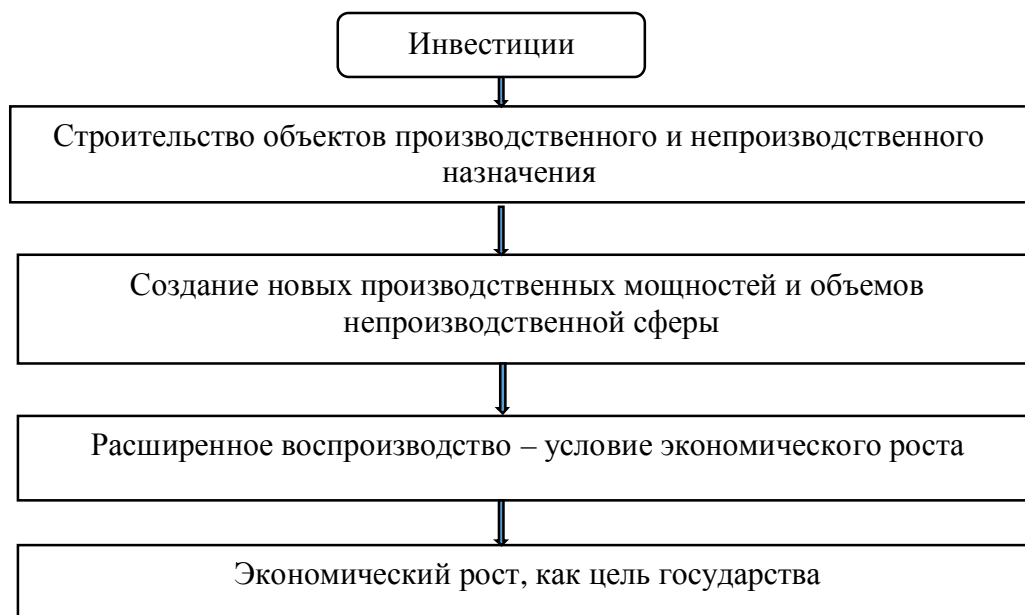 Инвестиции
Строительство объектов производственного и непроизводственного
назначения
Создание новых производственных мощностей и объемов
непроизводственной сферы
Расширенное воспроизводство – условие экономического роста
Экономический рост, как цель государства